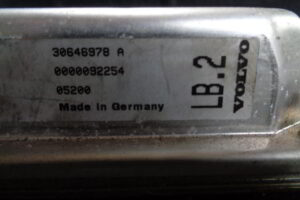 30646978 A
0000092254
05200
Made in Germany
LB.2
VOLVO